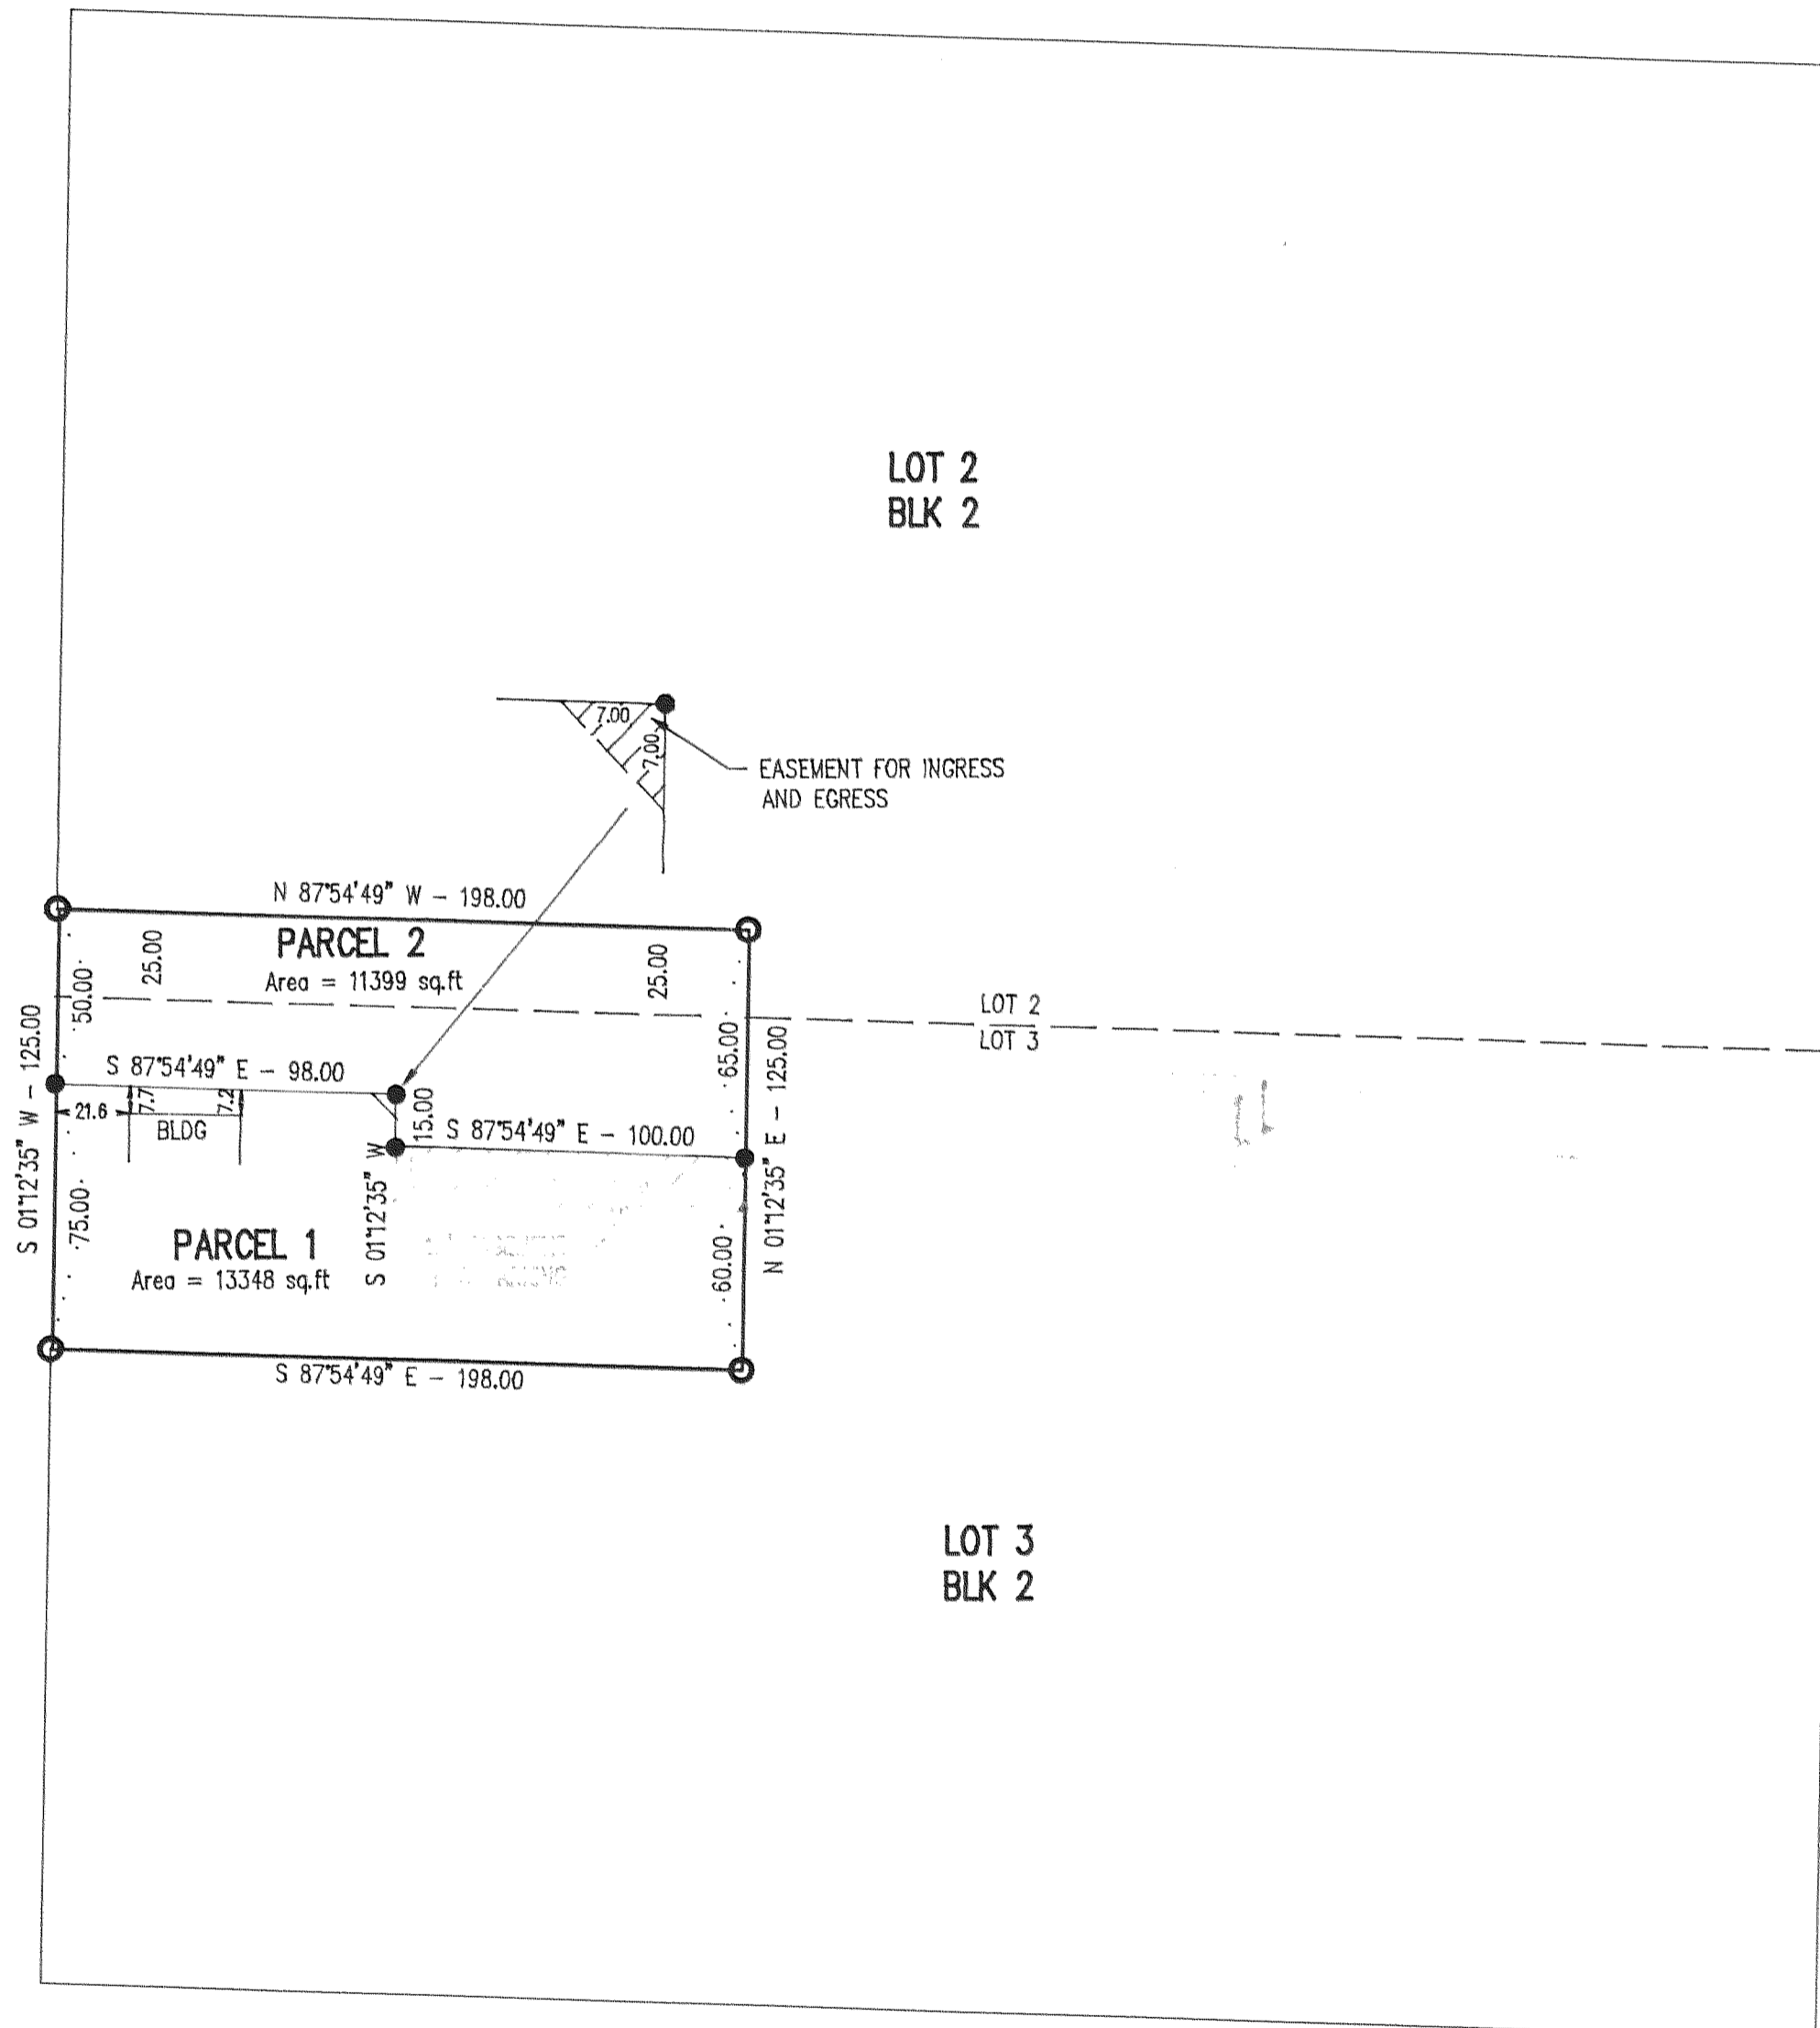 LOT 2
BLK 2
7.00
7.00
EASEMENT FOR INGRESS
AND EGRESS
N 87°54'49" W – 198.00
PARCEL 2
Area = 11399 sq.ft
25.00
25.00
50.00
65.00
LOT 2
LOT 3
S 01°12'35" W – 125.00
N 01°12'35" E – 125.00
S 87°54'49" E – 98.00
21.6
7.7
7.2
BLDG
15.00
S 01°12'35" W
S 87°54'49" E – 100.00
75.00
60.00
PARCEL 1
Area = 13348 sq.ft
S 87°54'49" E – 198.00
LOT 3
BLK 2